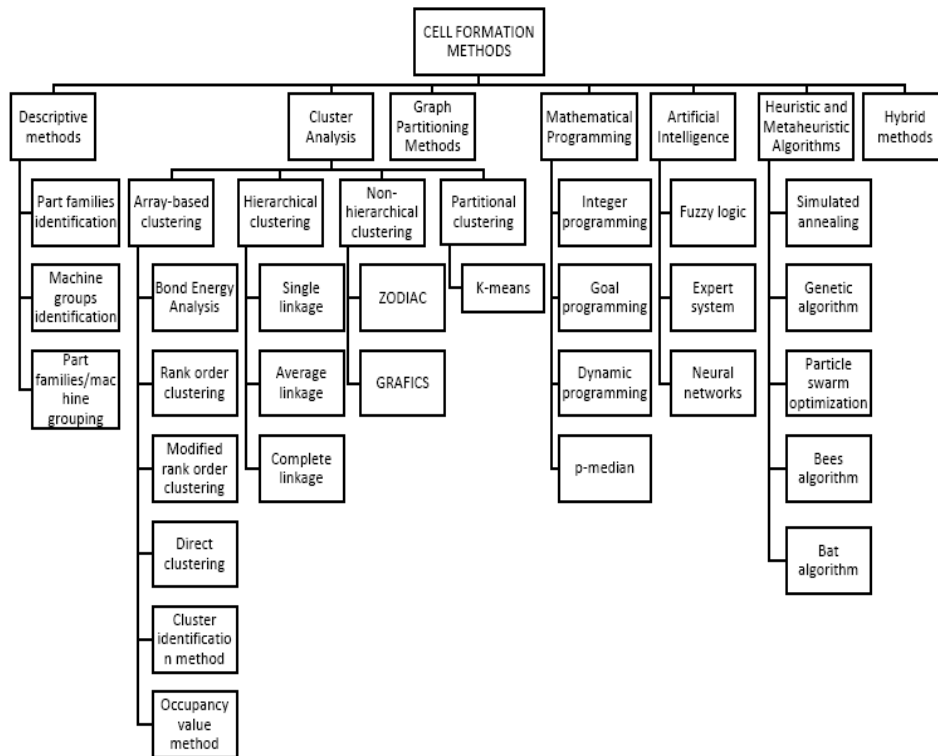 CELL FORMATION
METHODS
Descriptive
methods
Cluster
Analysis
Graph
Partitioning
Methods
Mathematical
Programming
Artificial
Intelligence
Heuristic and
Metaheuristic
Algorithms
Hybrid
methods
Part families
identification
Machine
groups
identification
Part
families/mac
hine
grouping
Array-based
clustering
Hierarchical
clustering
Non-
hierarchical
clustering
Partitional
clustering
Bond Energy
Analysis
Rank order
clustering
Modified
rank order
clustering
Direct
clustering
Cluster
identificatio
n method
Occupancy
value
method
Single
linkage
Average
linkage
Complete
linkage
ZODIAC
GRAFICS
K-means
Integer
programming
Goal
programming
Dynamic
programming
p-median
Fuzzy logic
Expert
system
Neural
networks
Simulated
annealing
Genetic
algorithm
Particle
swarm
optimization
Bees
algorithm
Bat
algorithm